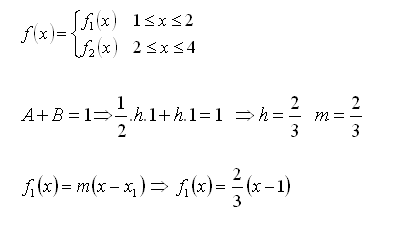 f(x)={f₁(x) 1≤x≤2
f₂(x) 2≤x≤4
A+B=1⇒1/2.h.1+h.1=1 ⇒h=2/3 m=2/3
f₁(x)=m(x−x₁)⇒ f₁(x)=2/3(x−1)